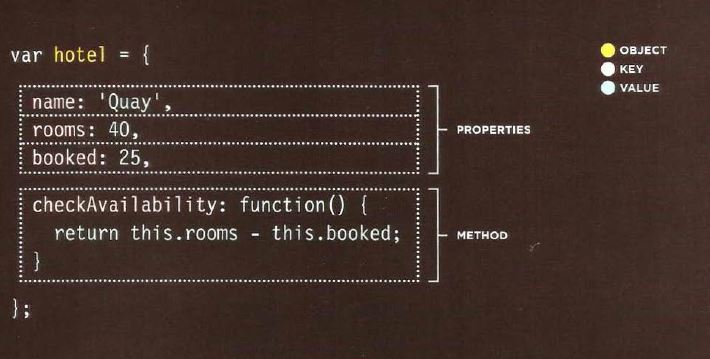 var hotel = {
name: 'Quay',
rooms: 40,
booked: 25,
checkAvailability: function() {
return this.rooms - this.booked;
}
};
OBJECT
KEY
VALUE
PROPERTIES
METHOD